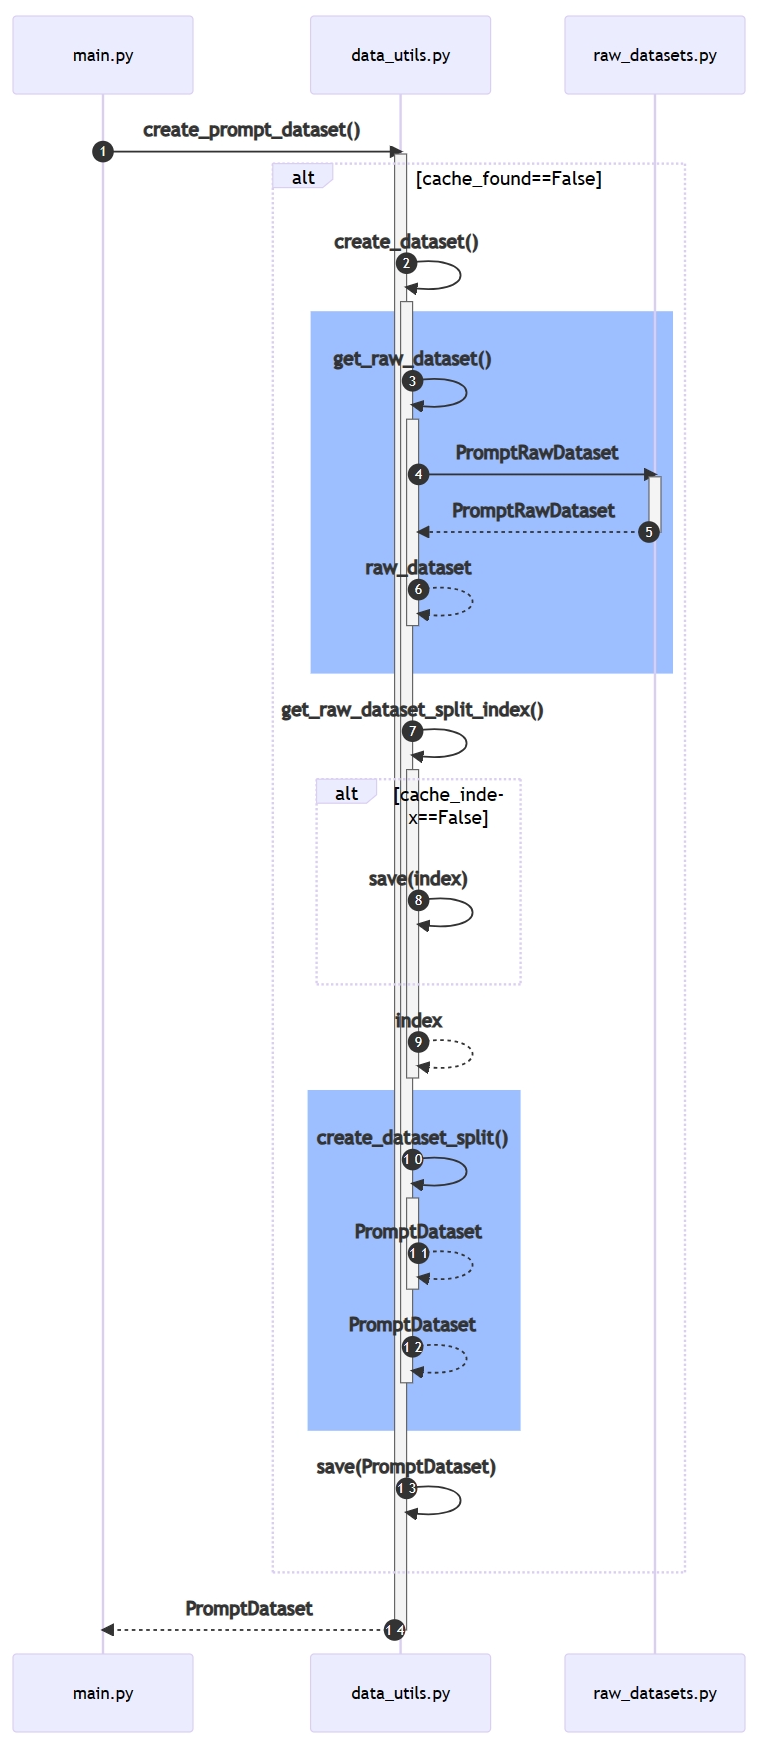 main.py
data_utils.py
raw_datasets.py
create_prompt_dataset()
1
alt
[cache_found==False]
create_dataset()
2
get_raw_dataset()
3
PromptRawDataset
4
PromptRawDataset
5
raw_dataset
6
get_raw_dataset_split_index()
7
alt
[cache_inde-
x==False]
save(index)
8
index
9
create_dataset_split()
10
PromptDataset
11
PromptDataset
12
save(PromptDataset)
13
PromptDataset
14
main.py
data_utils.py
raw_datasets.py